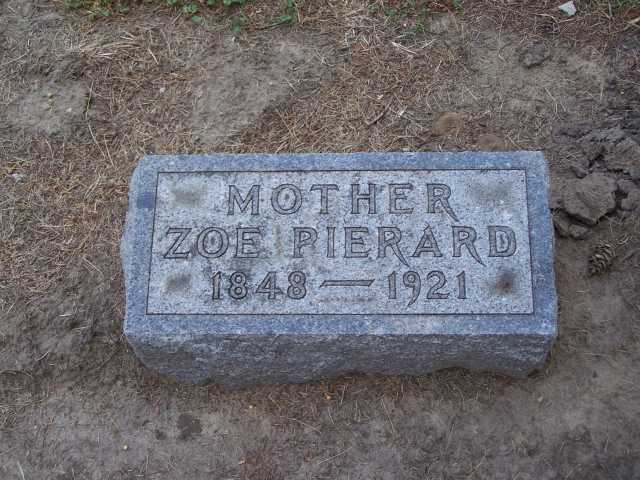 MOTHER
ZOE PIERARD
1848 — 1921